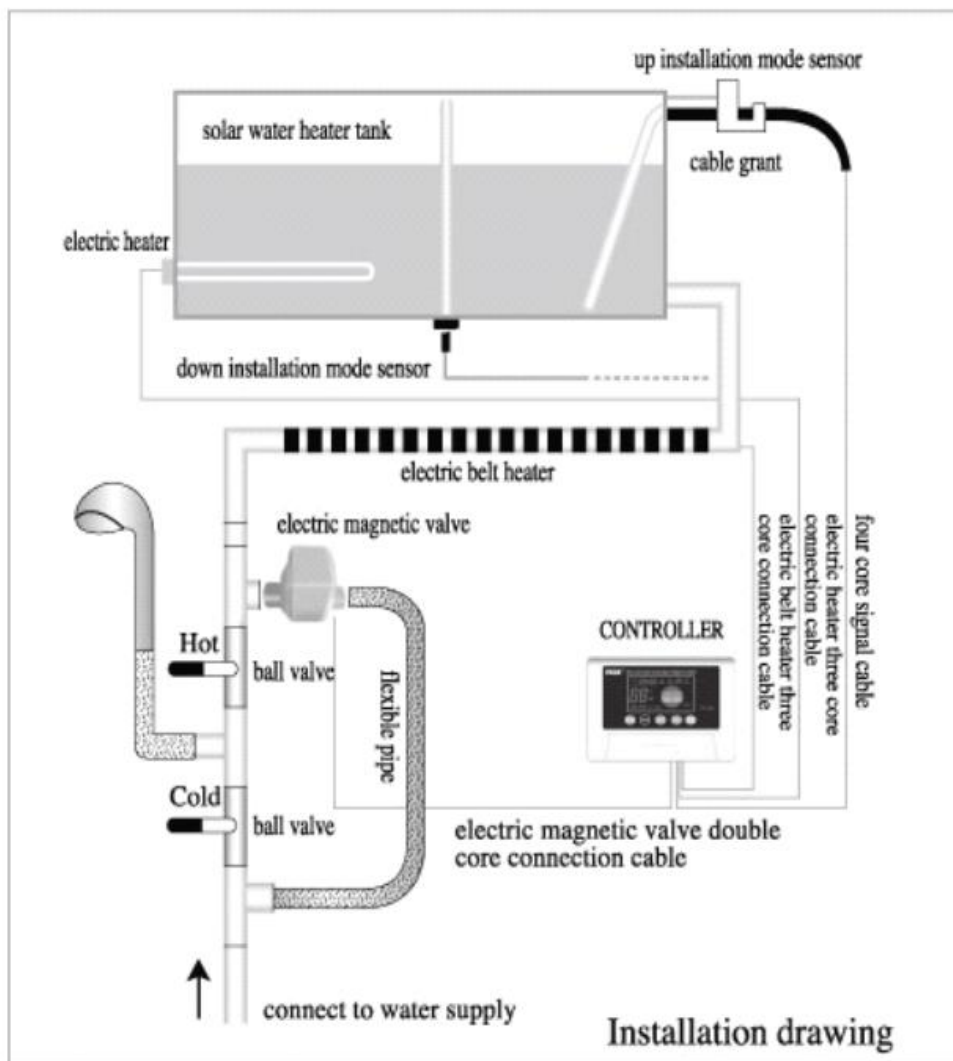 up installation mode sensor
solar water heater tank
cable grant
electric heater
down installation mode sensor
electric belt heater
electric magnetic valve
four core signal cable
electric heater three core
connection cable
electric belt heater three
core connection cable
CONTROLLER
Hot
ball valve
flexible pipe
Cold
ball valve
electric magnetic valve double
core connection cable
connect to water supply
Installation drawing